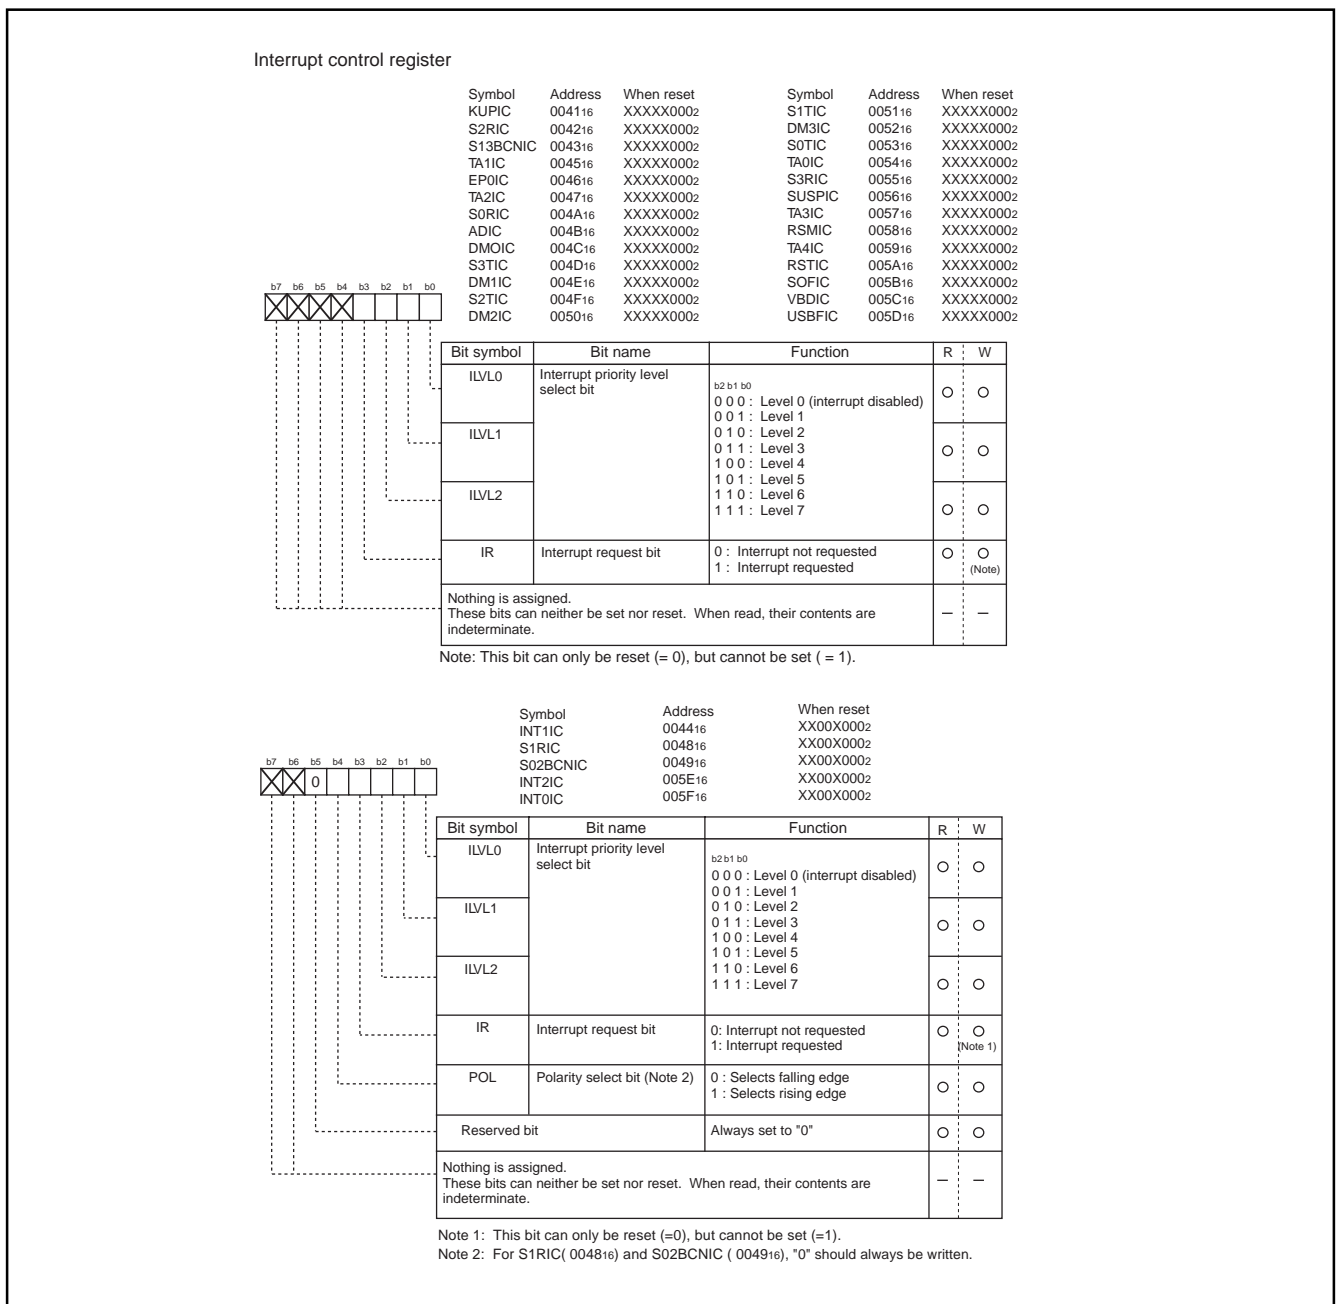 Interrupt control register
Symbol Address When reset
KUPIC 004116 XXXXX0002
S2RIC 004216 XXXXX0002
S13BCNIC 004316 XXXXX0002
TA1IC 004516 XXXXX0002
EP0IC 004616 XXXXX0002
TA2IC 004716 XXXXX0002
S0RIC 004A16 XXXXX0002
ADIC 004B16 XXXXX0002
DMOIC 004C16 XXXXX0002
S3TIC 004D16 XXXXX0002
DM1IC 004E16 XXXXX0002
S2TIC 004F16 XXXXX0002
DM2IC 005016 XXXXX0002
Symbol Address When reset
S1TIC 005116 XXXXX0002
DM3IC 005216 XXXXX0002
S0TIC 005316 XXXXX0002
TA0IC 005416 XXXXX0002
S3RIC 005516 XXXXX0002
SUSPIC 005616 XXXXX0002
TA3IC 005716 XXXXX0002
RSMIC 005816 XXXXX0002
TA4IC 005916 XXXXX0002
RSTIC 005A16 XXXXX0002
SOFIC 005B16 XXXXX0002
VBDIC 005C16 XXXXX0002
USBFIC 005D16 XXXXX0002
b7 b6 b5 b4 b3 b2 b1 b0
Bit symbol Bit name Function R W
ILVL0 Interrupt priority level
select bit
b2 b1 b0
0 0 0 : Level 0 (interrupt disabled)
0 0 1 : Level 1
ILVL1 0 1 0 : Level 2
0 1 1 : Level 3
1 0 0 : Level 4
1 0 1 : Level 5
ILVL2 1 1 0 : Level 6
1 1 1 : Level 7
IR Interrupt request bit 0 : Interrupt not requested
1 : Interrupt requested (Note)
Nothing is assigned.
These bits can neither be set nor reset. When read, their contents are
indeterminate. – –
Note: This bit can only be reset (= 0), but cannot be set ( = 1).
Symbol Address When reset
INT1IC 004416 XX00X0002
S1RIC 004816 XX00X0002
S02BCNIC 004916 XX00X0002
INT2IC 005E16 XX00X0002
INT0IC 005F16 XX00X0002
b7 b6 b5 b4 b3 b2 b1 b0
0
Bit symbol Bit name Function R W
ILVL0 Interrupt priority level
select bit
b2 b1 b0
0 0 0 : Level 0 (interrupt disabled)
0 0 1 : Level 1
ILVL1 0 1 0 : Level 2
0 1 1 : Level 3
1 0 0 : Level 4
1 0 1 : Level 5
ILVL2 1 1 0 : Level 6
1 1 1 : Level 7
IR Interrupt request bit 0: Interrupt not requested
1: Interrupt requested (Note 1)
POL Polarity select bit (Note 2) 0 : Selects falling edge
1 : Selects rising edge
Reserved bit Always set to "0"
Nothing is assigned.
These bits can neither be set nor reset. When read, their contents are
indeterminate. – –
Note 1: This bit can only be reset (=0), but cannot be set (=1).
Note 2: For S1RIC( 004816) and S02BCNIC ( 004916), "0" should always be written.